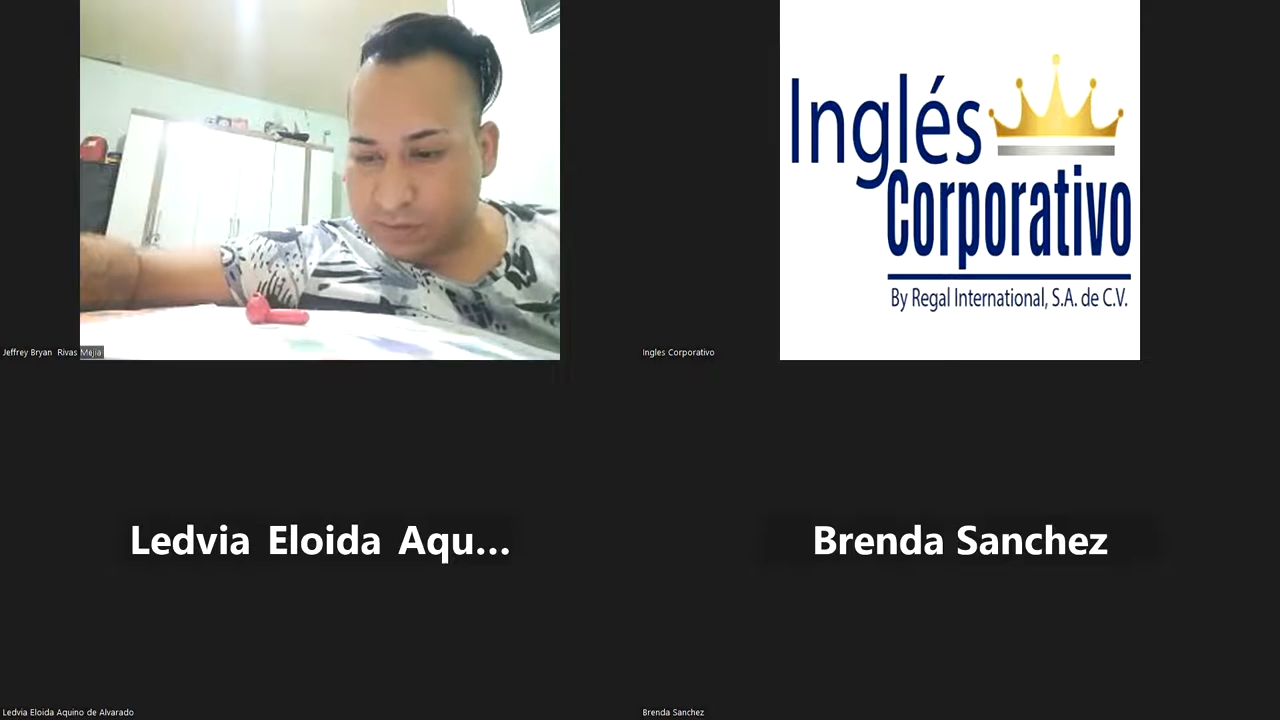 Jeffrey Bryan Rivas Mejia
Inglés
Corporativo
By Regal International, S.A. de C.V.
Ingles Corporativo
Ledvia Eloida Aqu...
Brenda Sanchez
Ledvia Eloida Aquino de Alvarado
Brenda Sanchez